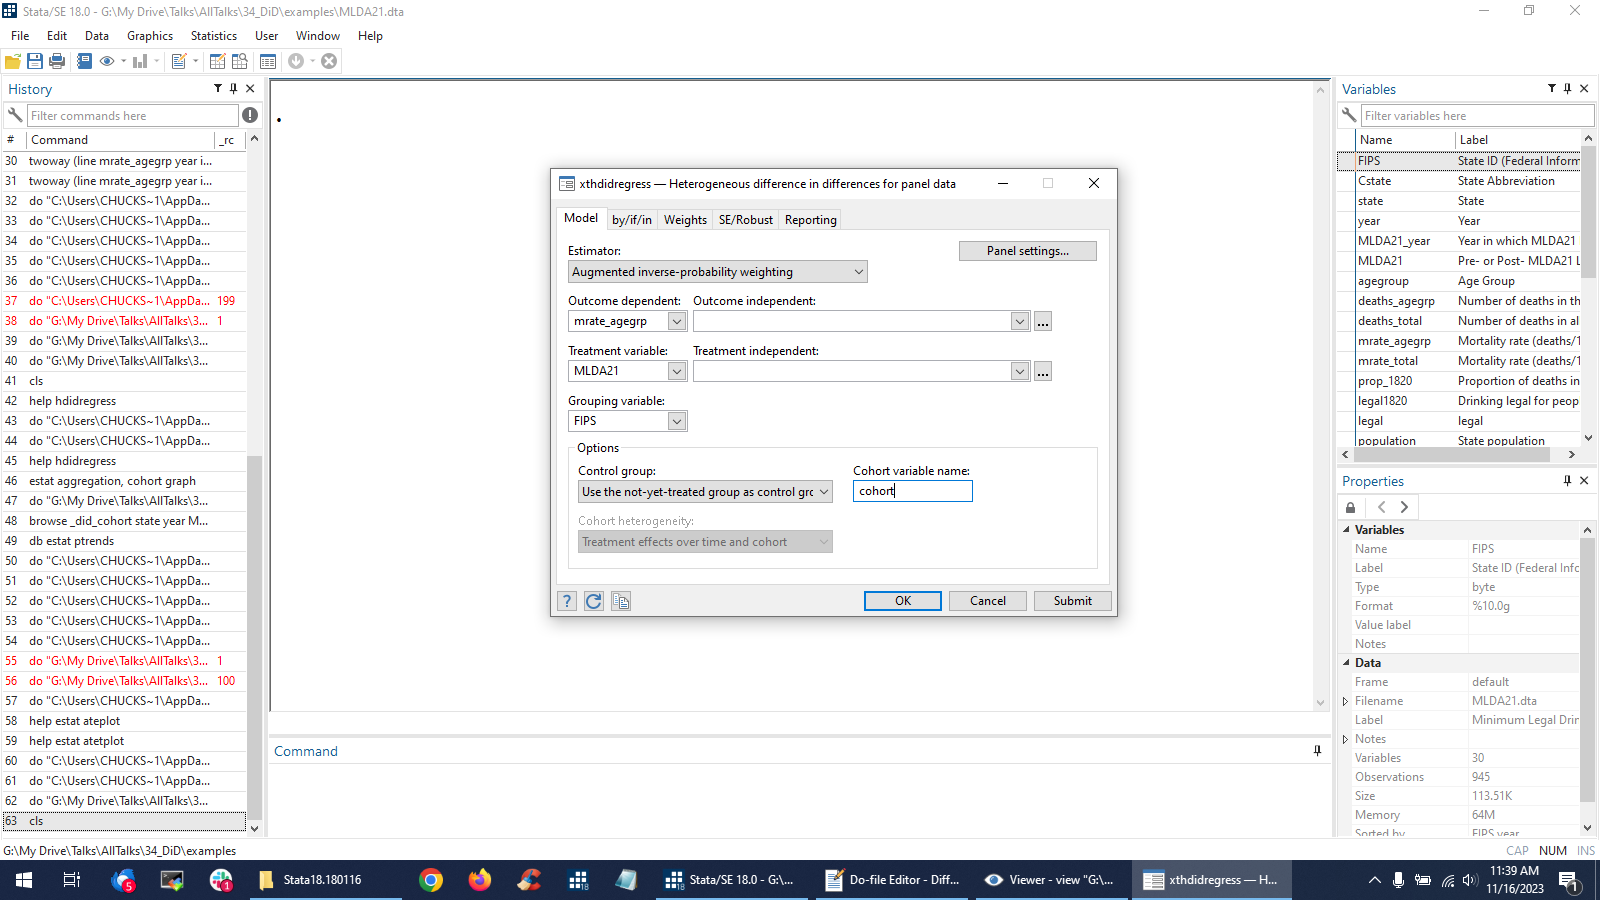 Stata/SE 18.0 - G:\My Drive\Talks\AllTalks\34_DiD\examples\MLDA21.dta
File Edit Data Graphics Statistics User Window Help
History
Filter commands here
# Command _rc
30 twoway (line mrate_agegrp year i...
31 twoway (line mrate_agegrp year i...
32 do "C:\Users\CHUCKS~1\AppDa...
33 do "C:\Users\CHUCKS~1\AppDa...
34 do "C:\Users\CHUCKS~1\AppDa...
35 do "C:\Users\CHUCKS~1\AppDa...
36 do "C:\Users\CHUCKS~1\AppDa...
37 do "C:\Users\CHUCKS~1\AppDa... 199
38 do "G:\My Drive\Talks\AllTalks\3... 1
39 do "G:\My Drive\Talks\AllTalks\3...
40 do "G:\My Drive\Talks\AllTalks\3...
41 cls
42 help hdidregress
43 do "C:\Users\CHUCKS~1\AppDa...
44 do "C:\Users\CHUCKS~1\AppDa...
45 help hdidregress
46 estat aggregation, cohort graph
47 do "G:\My Drive\Talks\AllTalks\3...
48 browse _did_cohort state year M...
49 db estat ptrends
50 do "C:\Users\CHUCKS~1\AppDa...
51 do "C:\Users\CHUCKS~1\AppDa...
52 do "C:\Users\CHUCKS~1\AppDa...
53 do "C:\Users\CHUCKS~1\AppDa...
54 do "C:\Users\CHUCKS~1\AppDa...
55 do "G:\My Drive\Talks\AllTalks\3... 1
56 do "G:\My Drive\Talks\AllTalks\3... 100
57 do "C:\Users\CHUCKS~1\AppDa...
58 help estat ateplot
59 help estat atetplot
60 do "C:\Users\CHUCKS~1\AppDa...
61 do "C:\Users\CHUCKS~1\AppDa...
62 do "G:\My Drive\Talks\AllTalks\3...
63 cls
.
xthdidregress — Heterogeneous difference in differences for panel data
Model by/if/in Weights SE/Robust Reporting
Estimator:
Panel settings...
Augmented inverse-probability weighting
Outcome dependent: Outcome independent:
mrate_agegrp ...
Treatment variable: Treatment independent:
MLDA21 ...
Grouping variable:
FIPS
Options
Control group: Cohort variable name:
Use the not-yet-treated group as control grc cohort
Cohort heterogeneity:
Treatment effects over time and cohort
? OK Cancel Submit
Command
Variables
Filter variables here
Name Label
FIPS State ID (Federal Inform
Cstate State Abbreviation
state State
year Year
MLDA21_year Year in which MLDA21
MLDA21 Pre- or Post- MLDA21 L
agegroup Age Group
deaths_agegrp Number of deaths in th
deaths_total Number of deaths in al
mrate_agegrp Mortality rate (deaths/1
mrate_total Mortality rate (deaths/1
prop_1820 Proportion of deaths in
legal1820 Drinking legal for peop
legal legal
population State population
Properties
Variables
Name FIPS
Label State ID (Federal Infc
Type byte
Format %10.0g
Value label
Notes
Data
Frame default
Filename MLDA21.dta
Label Minimum Legal Drir
Notes
Variables 30
Observations 945
Size 113.51K
Memory 64M
Sorted by FIPS year
G:\My Drive\Talks\AllTalks\34_DiD\examples
CAP NUM INS
5 1 Stata18.180116 18 18 Stata/SE 18.0 - G:\... Do-file Editor - Diff... Viewer - view "G:\... xthdidregress — H...
11:39 AM
11/16/2023
1